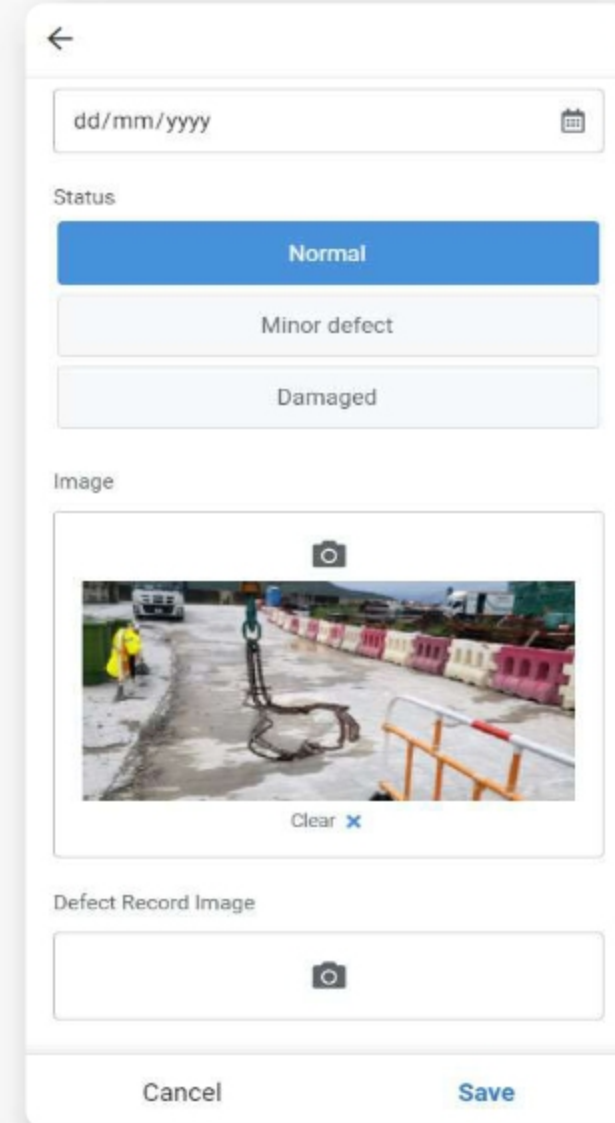 dd/mm/yyyy
Status
Normal
Minor defect
Damaged
Image
Clear
Defect Record Image
Cancel
Save